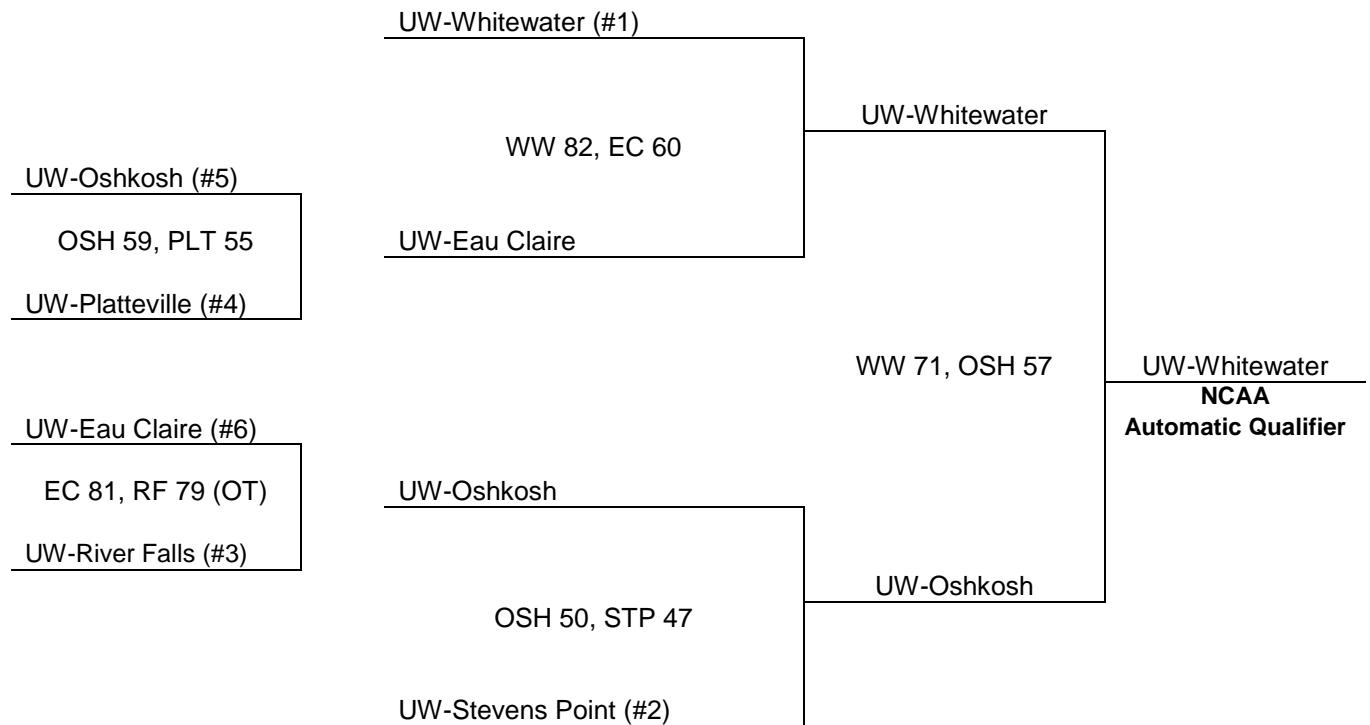 UW-Whitewater (#1)
UW-Whitewater
WW 82, EC 60
UW-Oshkosh (#5)
OSH 59, PLT 55
UW-Eau Claire
UW-Platteville (#4)
WW 71, OSH 57
UW-Whitewater
NCAA
Automatic Qualifier
UW-Eau Claire (#6)
EC 81, RF 79 (OT)
UW-Oshkosh
UW-River Falls (#3)
UW-Oshkosh
OSH 50, STP 47
UW-Stevens Point (#2)